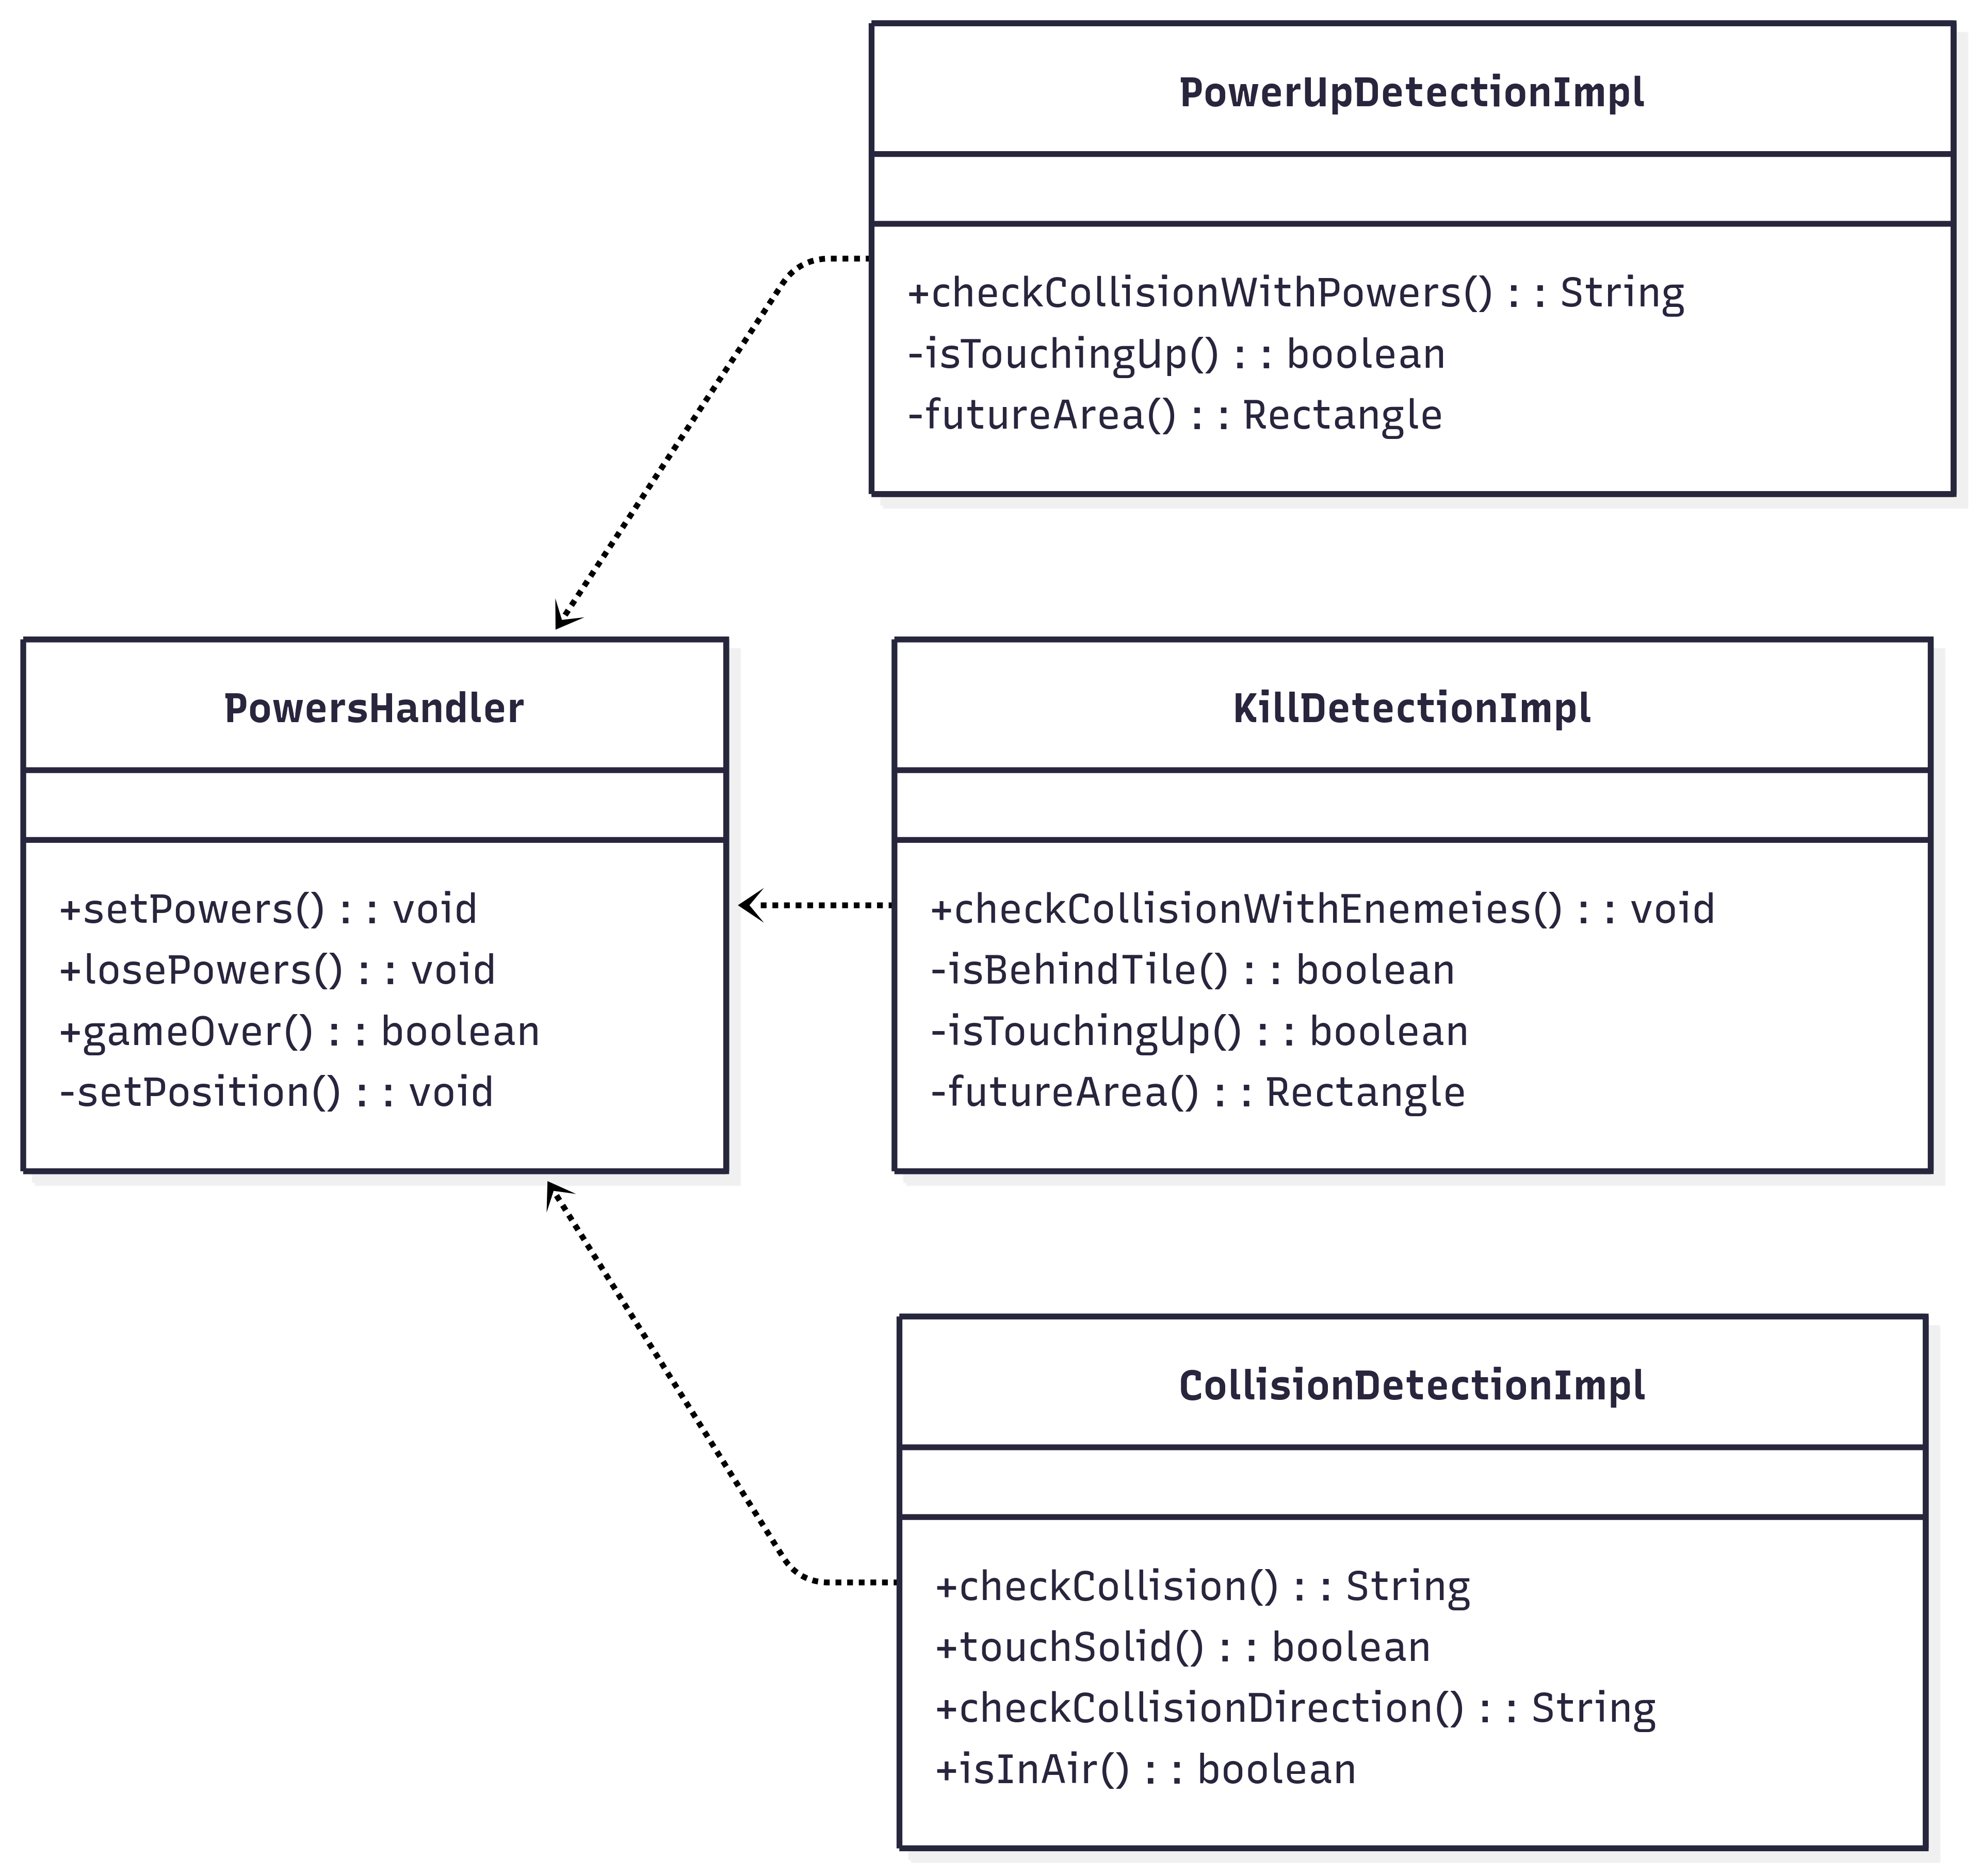 PowerUpDetectionImpl
+checkCollisionWithPowers() : : String
-isTouchingUp() : : boolean
-futureArea() : : Rectangle
PowersHandler
+setPowers() : : void
+losePowers() : : void
+gameOver() : : boolean
-setPosition() : : void
KillDetectionImpl
+checkCollisionWithEnemeies() : : void
-isBehindTile() : : boolean
-isTouchingUp() : : boolean
-futureArea() : : Rectangle
CollisionDetectionImpl
+checkCollision() : : String
+touchSolid() : : boolean
+checkCollisionDirection() : : String
+isInAir() : : boolean